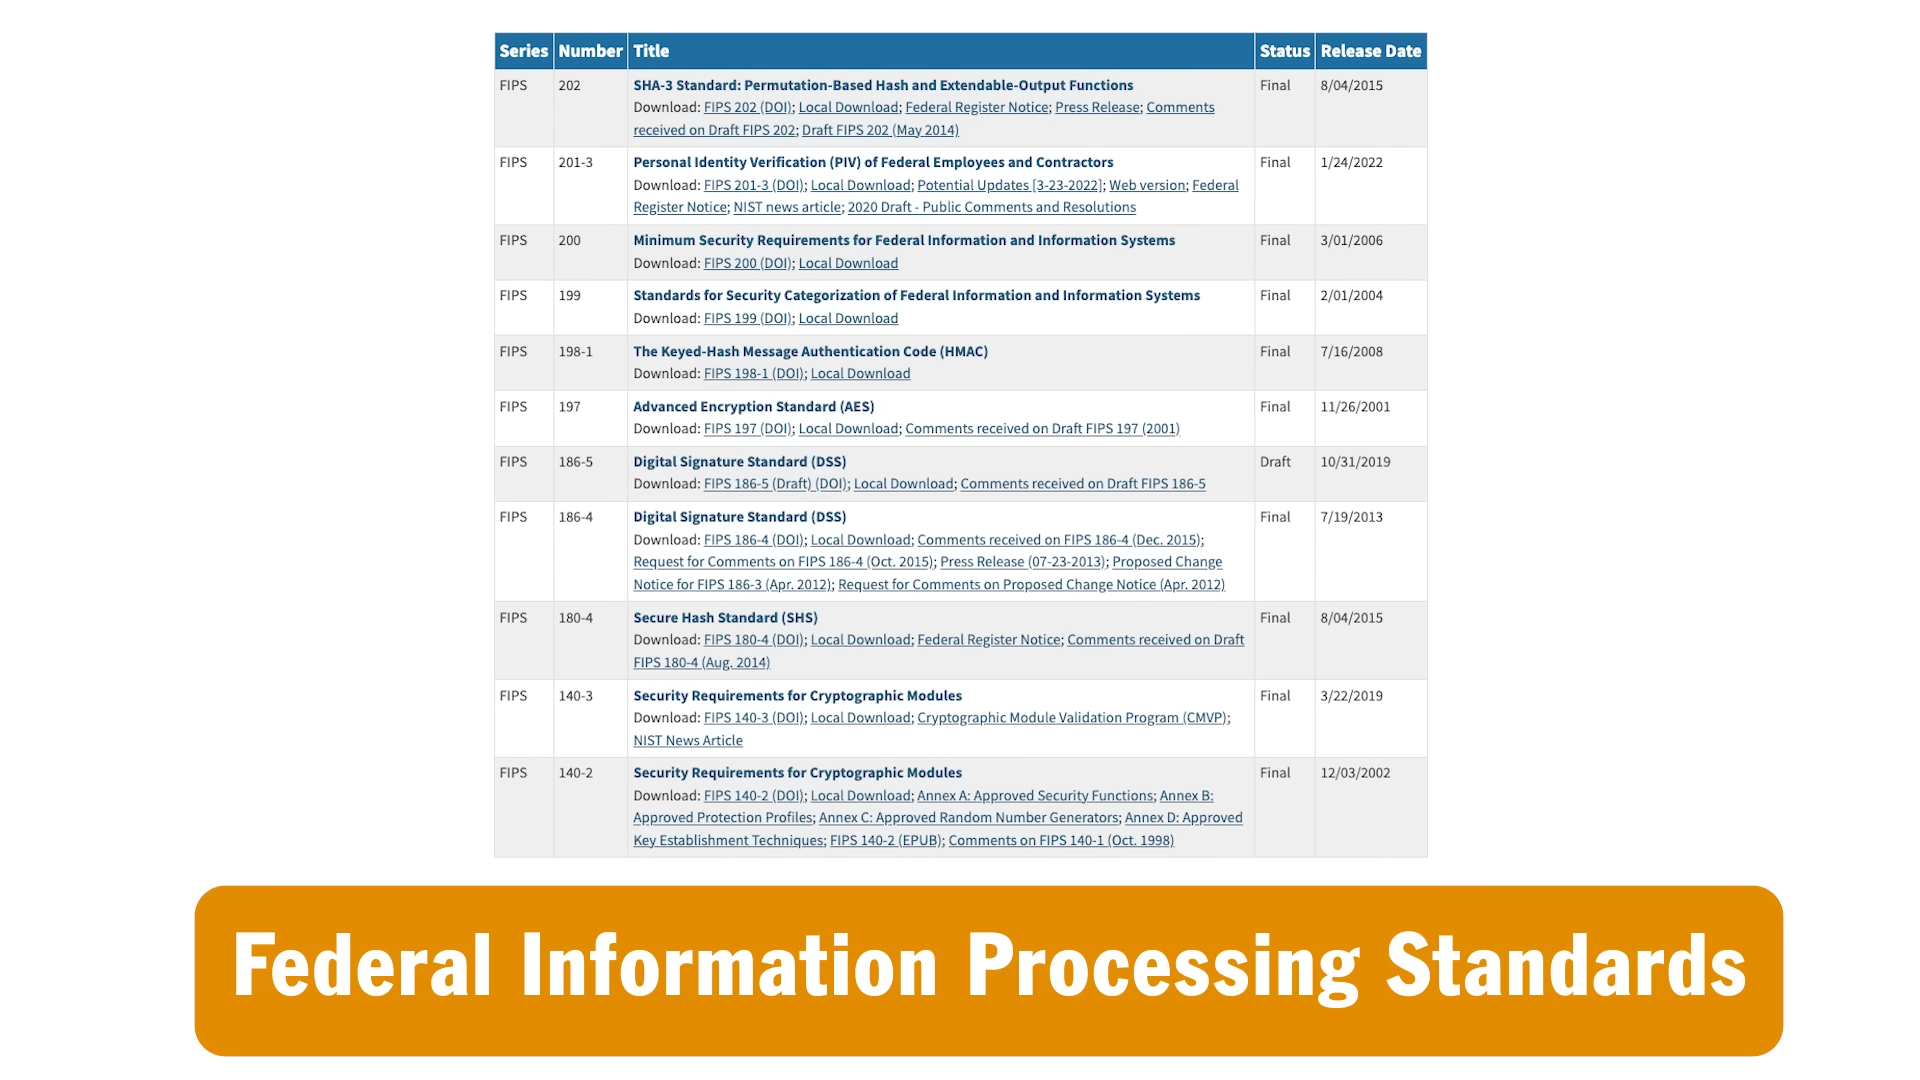 Series Number Title Status Release Date
FIPS 202 SHA-3 Standard: Permutation-Based Hash and Extendable-Output Functions Final 8/04/2015
Download: FIPS 202 (DOI); Local Download; Federal Register Notice; Press Release; Comments
received on Draft FIPS 202; Draft FIPS 202 (May 2014)
FIPS 201-3 Personal Identity Verification (PIV) of Federal Employees and Contractors Final 1/24/2022
Download: FIPS 201-3 (DOI); Local Download; Potential Updates [3-23-2022]; Web version; Federal
Register Notice; NIST news article; 2020 Draft - Public Comments and Resolutions
FIPS 200 Minimum Security Requirements for Federal Information and Information Systems Final 3/01/2006
Download: FIPS 200 (DOI); Local Download
FIPS 199 Standards for Security Categorization of Federal Information and Information Systems Final 2/01/2004
Download: FIPS 199 (DOI); Local Download
FIPS 198-1 The Keyed-Hash Message Authentication Code (HMAC) Final 7/16/2008
Download: FIPS 198-1 (DOI); Local Download
FIPS 197 Advanced Encryption Standard (AES) Final 11/26/2001
Download: FIPS 197 (DOI); Local Download; Comments received on Draft FIPS 197 (2001)
FIPS 186-5 Digital Signature Standard (DSS) Draft 10/31/2019
Download: FIPS 186-5 (Draft) (DOI); Local Download; Comments received on Draft FIPS 186-5
FIPS 186-4 Digital Signature Standard (DSS) Final 7/19/2013
Download: FIPS 186-4 (DOI); Local Download; Comments received on FIPS 186-4 (Dec. 2015);
Request for Comments on FIPS 186-4 (Oct. 2015); Press Release (07-23-2013); Proposed Change
Notice for FIPS 186-3 (Apr. 2012); Request for Comments on Proposed Change Notice (Apr. 2012)
FIPS 180-4 Secure Hash Standard (SHS) Final 8/04/2015
Download: FIPS 180-4 (DOI); Local Download; Federal Register Notice; Comments received on Draft
FIPS 180-4 (Aug. 2014)
FIPS 140-3 Security Requirements for Cryptographic Modules Final 3/22/2019
Download: FIPS 140-3 (DOI); Local Download; Cryptographic Module Validation Program (CMVP);
NIST News Article
FIPS 140-2 Security Requirements for Cryptographic Modules Final 12/03/2002
Download: FIPS 140-2 (DOI); Local Download; Annex A: Approved Security Functions; Annex B:
Approved Protection Profiles; Annex C: Approved Random Number Generators; Annex D: Approved
Key Establishment Techniques; FIPS 140-2 (EPUB); Comments on FIPS 140-1 (Oct. 1998)
Federal Information Processing Standards